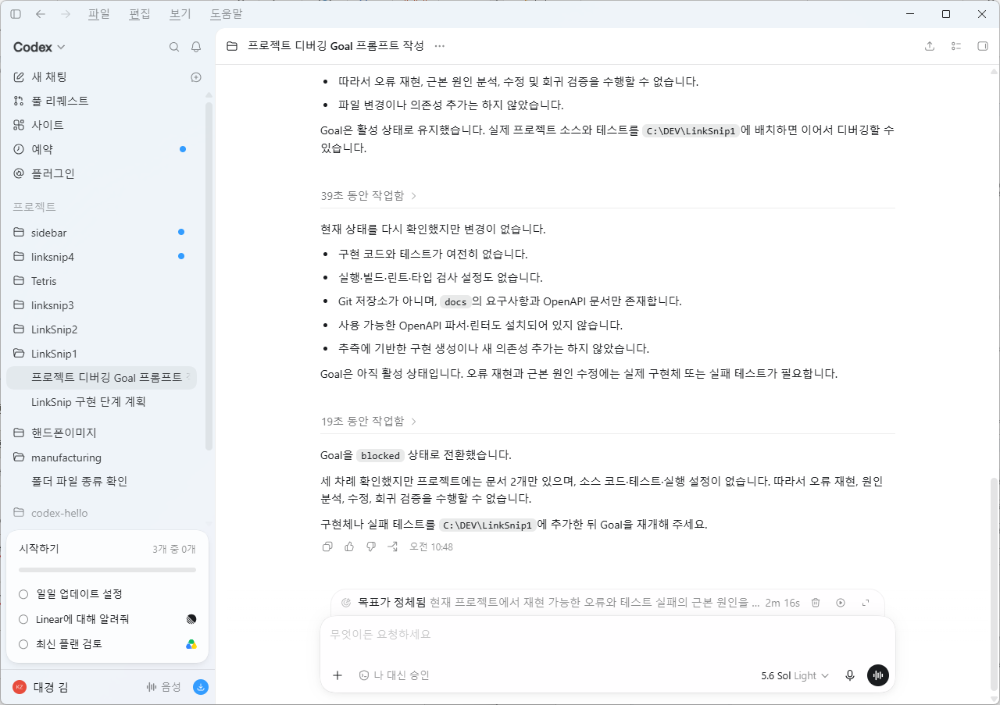 파일 편집 보기 도움말
Codex
새 채팅
풀 리퀘스트
사이트
예약
플러그인
프로젝트
sidebar
linksnip4
Tetris
linksnip3
LinkSnip2
LinkSnip1
프로젝트 디버깅 Goal 프롬프트
LinkSnip 구현 단계 계획
핸드폰이미지
manufacturing
폴더 파일 종류 확인
codex-hello
시작하기 3개 중 0개
일일 업데이트 설정
Linear에 대해 알려줘
최신 플랜 검토
KZ 대경 김 음성
프로젝트 디버깅 Goal 프롬프트 작성 ···
• 따라서 오류 재현, 근본 원인 분석, 수정 및 회귀 검증을 수행할 수 없습니다.
• 파일 변경이나 의존성 추가는 하지 않았습니다.
Goal은 활성 상태로 유지했습니다. 실제 프로젝트 소스와 테스트를 C:\DEV\LinkSnip1에 배치하면 이어서 디버깅할 수
있습니다.
39초 동안 작업함
현재 상태를 다시 확인했지만 변경이 없습니다.
• 구현 코드와 테스트가 여전히 없습니다.
• 실행·빌드·린트·타입 검사 설정도 없습니다.
• Git 저장소가 아니며, docs의 요구사항과 OpenAPI 문서만 존재합니다.
• 사용 가능한 OpenAPI 파서·린터도 설치되어 있지 않습니다.
• 추측에 기반한 구현 생성이나 새 의존성 추가는 하지 않았습니다.
Goal은 아직 활성 상태입니다. 오류 재현과 근본 원인 수정에는 실제 구현체 또는 실패 테스트가 필요합니다.
19초 동안 작업함
Goal을 blocked 상태로 전환했습니다.
세 차례 확인했지만 프로젝트에는 문서 2개만 있으며, 소스 코드·테스트·실행 설정이 없습니다. 따라서 오류 재현, 원인
분석, 수정, 회귀 검증을 수행할 수 없습니다.
구현체나 실패 테스트를 C:\DEV\LinkSnip1에 추가한 뒤 Goal을 재개해 주세요.
오전 10:48
목표가 정체됨 현재 프로젝트에서 재현 가능한 오류와 테스트 실패의 근본 원인을 ... 2m 16s
무엇이든 요청하세요
나 대신 승인 5.6 Sol Light